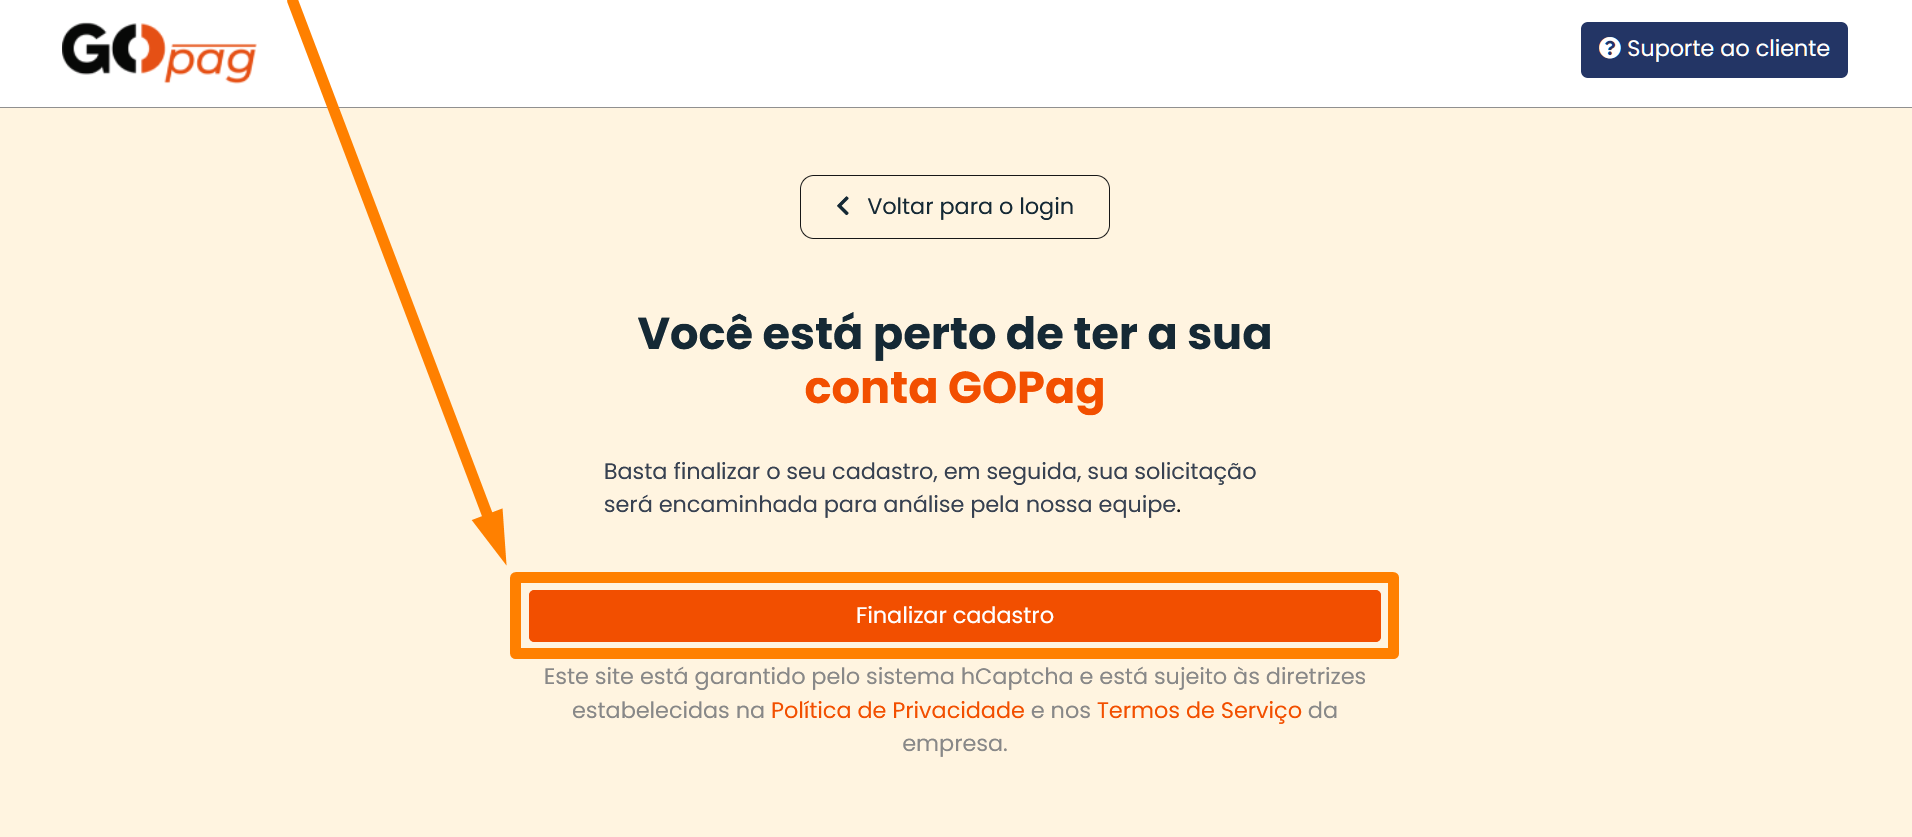 GOpag
Suporte ao cliente
Voltar para o login
Você está perto de ter a sua
conta GOPag
Basta finalizar o seu cadastro, em seguida, sua solicitação
será encaminhada para análise pela nossa equipe.
Finalizar cadastro
Este site está garantido pelo sistema hCaptcha e está sujeito às diretrizes
estabelecidas na Política de Privacidade e nos Termos de Serviço da
empresa.